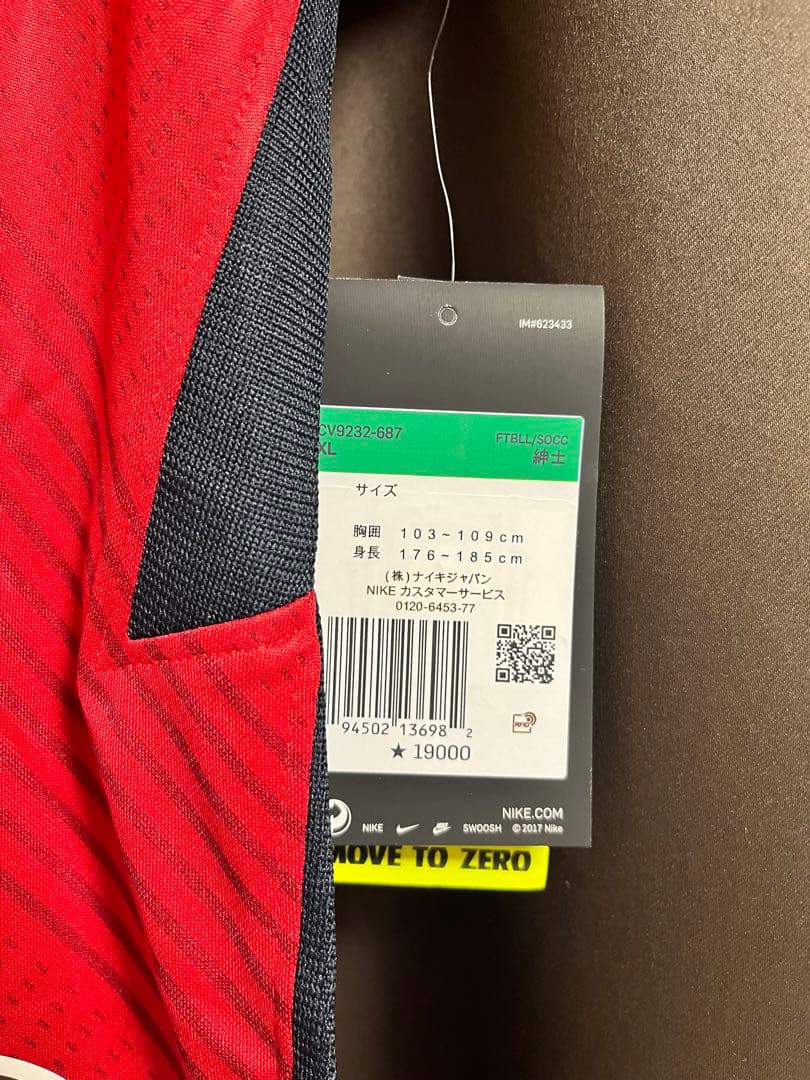 IM#823433
CV9232-687
FTBLL/SOCC
XL
紳士
サイズ
胸囲 103~109cm
身長 176~185cm
(株)ナイキジャパン
NIKE カスタマーサービス
0120-6453-77
94502 13698 2
★ 19000
RFID
NIKE.COM
NIKE SWOOSH © 2017 Nike
MOVE TO ZERO